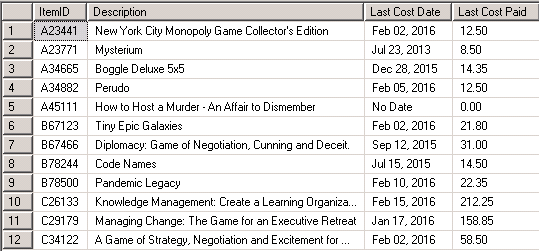 ItemID Description Last Cost Date Last Cost Paid
1 A23441 New York City Monopoly Game Collector's Edition Feb 02, 2016 12.50
2 A23771 Mysterium Jul 23, 2013 8.50
3 A34665 Boggle Deluxe 5x5 Dec 28, 2015 14.35
4 A34882 Perudo Feb 05, 2016 12.50
5 A45111 How to Host a Murder - An Affair to Dismember No Date 0.00
6 B67123 Tiny Epic Galaxies Feb 02, 2016 21.80
7 B67466 Diplomacy: Game of Negotiation, Cunning and Deceit. Sep 12, 2015 31.00
8 B78244 Code Names Jul 15, 2015 14.50
9 B78500 Pandemic Legacy Feb 10, 2016 22.35
10 C26133 Knowledge Management: Create a Learning Organiza... Feb 15, 2016 212.25
11 C29179 Managing Change: The Game for an Executive Retreat Jan 17, 2016 158.85
12 C34122 A Game of Strategy, Negotiation and Excitement for ... Feb 02, 2016 58.50